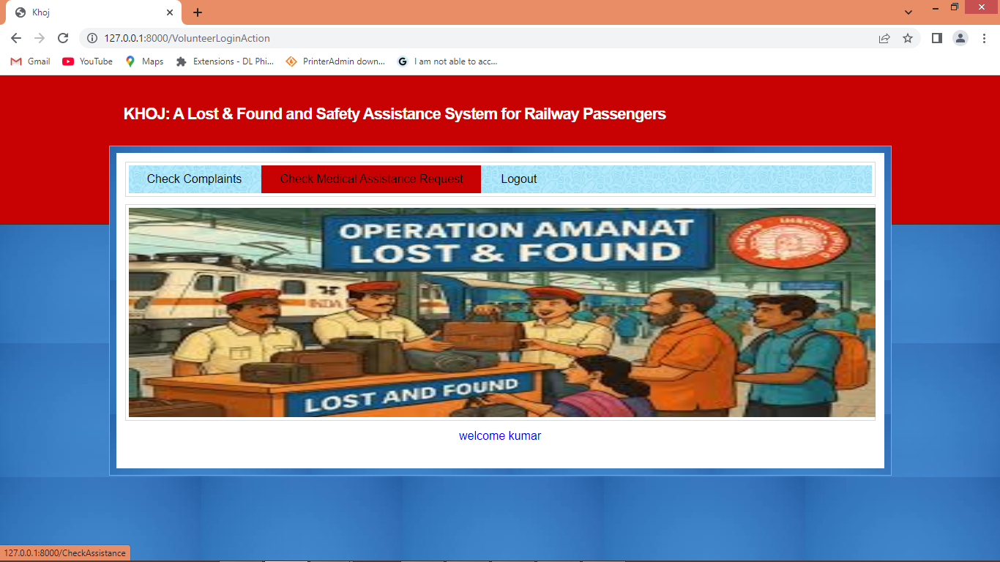 Khoj
127.0.0.1:8000/VolunteerLoginAction
Gmail YouTube Maps Extensions - DL Phi... PrinterAdmin down... I am not able to acc...
KHOJ: A Lost & Found and Safety Assistance System for Railway Passengers
Check Complaints Check Medical Assistance Request Logout
OPERATION AMANAT
LOST & FOUND
INDA
LOST AND FOUND
welcome kumar
127.0.0.1:8000/CheckAssistance